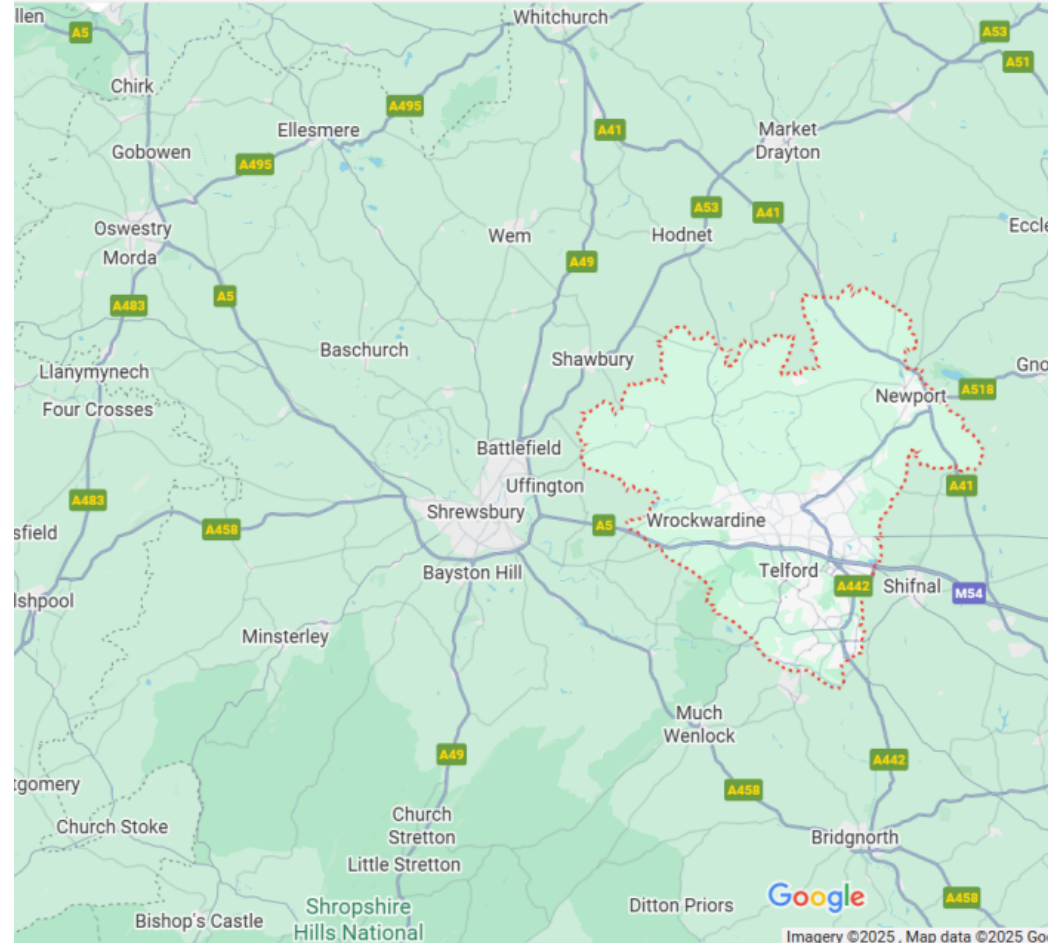 llen
Whitchurch
A5
A53
A51
Chirk
A495
Ellesmere
A41
Market
Drayton
Gobowen
A495
A53
A41
Oswestry
Wem
Hodnet
Eccle
Morda
A49
A5
A483
Baschurch
Shawbury
Llanymynech
Gno
Newport
A518
Four Crosses
Battlefield
Uffington
A41
A483
Shrewsbury
Wrockwardine
A458
A5
sfield
Bayston Hill
Telford
A442
Shifnal
M54
lshpool
Minsterley
Much
Wenlock
A49
A442
tgomery
A458
Church Stoke
Church
Stretton
Bridgnorth
Little Stretton
Google
A458
Shropshire
Hills National
Ditton Priors
Bishop's Castle
Imagery ©2025 , Map data ©2025 Goo